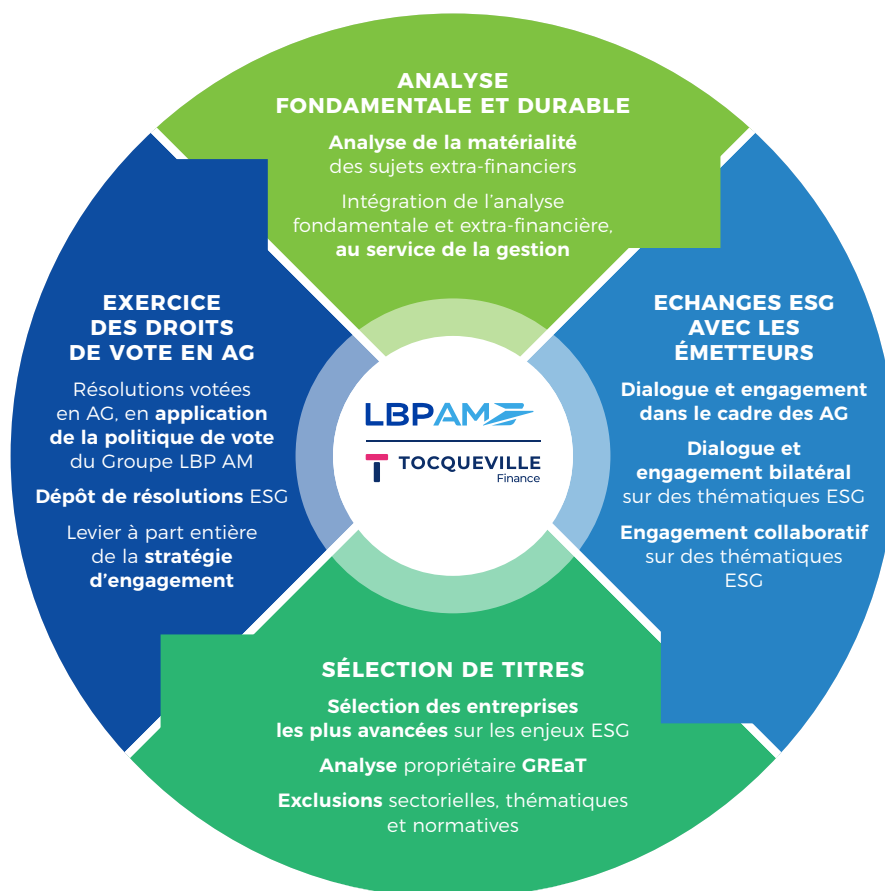 ANALYSE
FONDAMENTALE ET DURABLE
Analyse de la matérialité
des sujets extra-financiers
Intégration de l’analyse
fondamentale et extra-financière,
au service de la gestion
ECHANGES ESG
AVEC LES
ÉMETTEURS
Dialogue et engagement
dans le cadre des AG
Dialogue et
engagement bilatéral
sur des thématiques ESG
Engagement collaboratif
sur des thématiques
ESG
SÉLECTION DE TITRES
Sélection des entreprises
les plus avancées sur les enjeux ESG
Analyse propriétaire GREaT
Exclusions sectorielles, thématiques
et normatives
EXERCICE
DES DROITS
DE VOTE EN AG
Résolutions votées
en AG, en application
de la politique de vote
du Groupe LBP AM
Dépôt de résolutions ESG
Levier à part entière
de la stratégie
d’engagement
LBPAM
TOCQUEVILLE
Finance